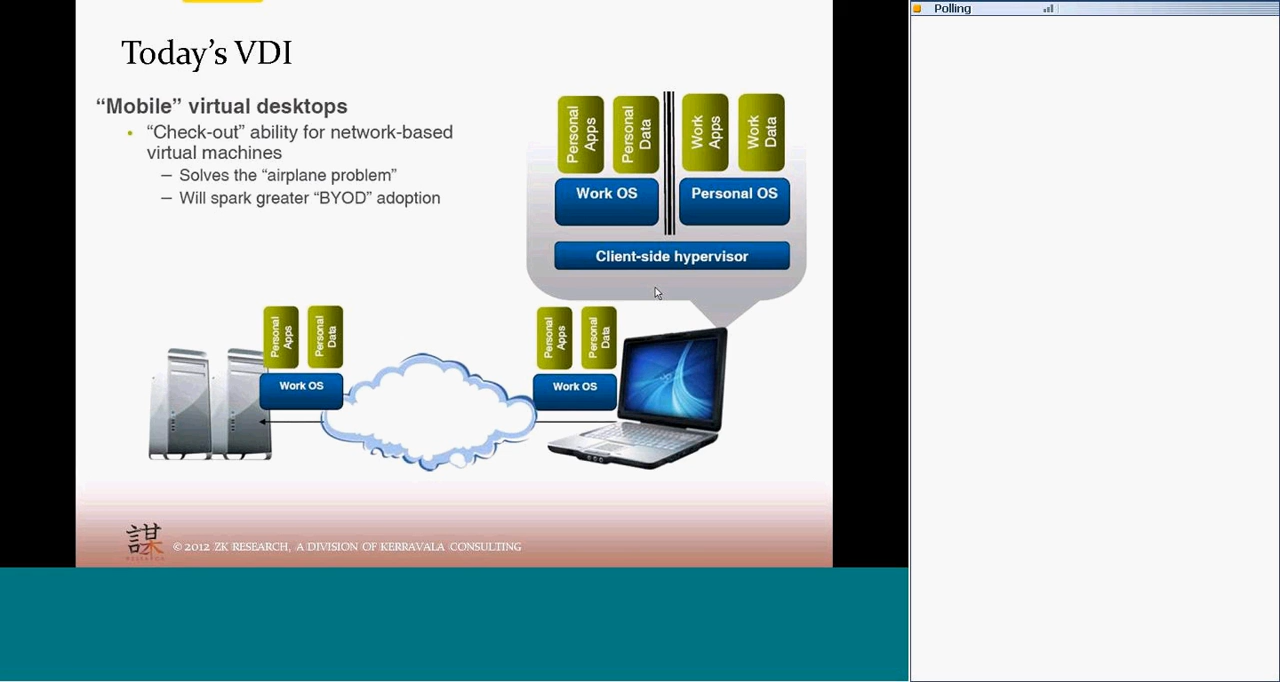 Polling
Today's VDI
“Mobile” virtual desktops
• “Check-out” ability for network-based
virtual machines
– Solves the “airplane problem”
– Will spark greater “BYOD” adoption
Personal
Apps
Personal
Data
Work
Apps
Work
Data
Work OS
Personal OS
Client-side hypervisor
Personal
Apps
Personal
Data
Work OS
Personal
Apps
Personal
Data
Work OS
謀
© 2012 ZK RESEARCH, A DIVISION OF KERRAVALA CONSULTING